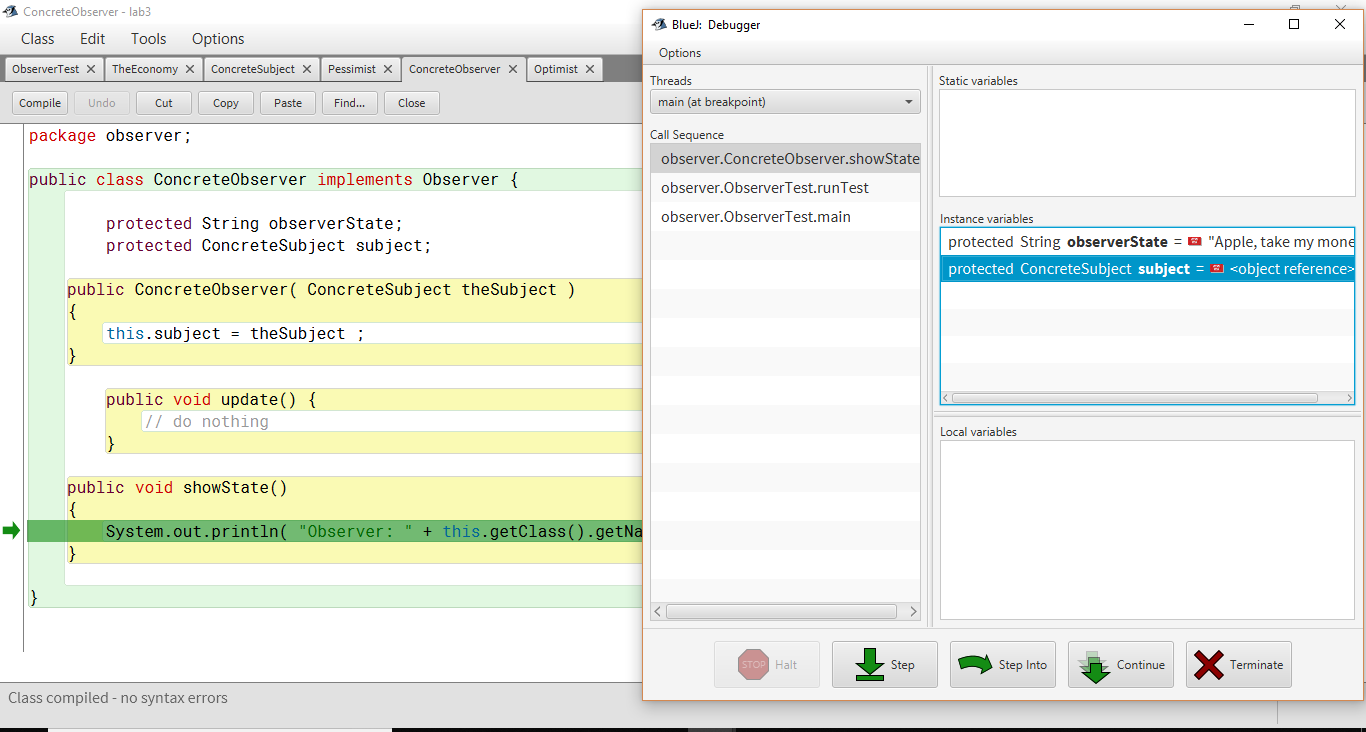 ConcreteObserver - lab3
Class Edit Tools Options
ObserverTest TheEconomy ConcreteSubject Pessimist ConcreteObserver Optimist
Compile Undo Cut Copy Paste Find... Close
package observer;
public class ConcreteObserver implements Observer {
protected String observerState;
protected ConcreteSubject subject;
public ConcreteObserver( ConcreteSubject theSubject )
{
this.subject = theSubject ;
}
public void update() {
// do nothing
}
public void showState()
{
System.out.println( "Observer: " + this.getClass().getNa
}
}
Class compiled - no syntax errors
BlueJ: Debugger
Options
Threads
main (at breakpoint)
Call Sequence
observer.ConcreteObserver.showState
observer.ObserverTest.runTest
observer.ObserverTest.main
Static variables
Instance variables
protected String observerState = "Apple, take my mone
protected ConcreteSubject subject = <object reference>
Local variables
STOP Halt Step Step Into Continue Terminate